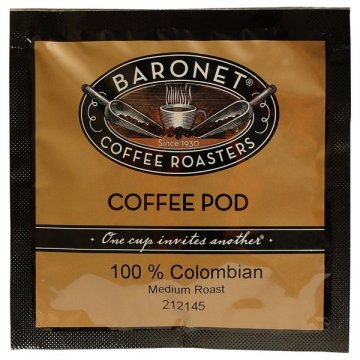 BARONET®
Since 1930
COFFEE ROASTERS
COFFEE POD
· One cup invites another® ·
100 % Colombian
Medium Roast
212145